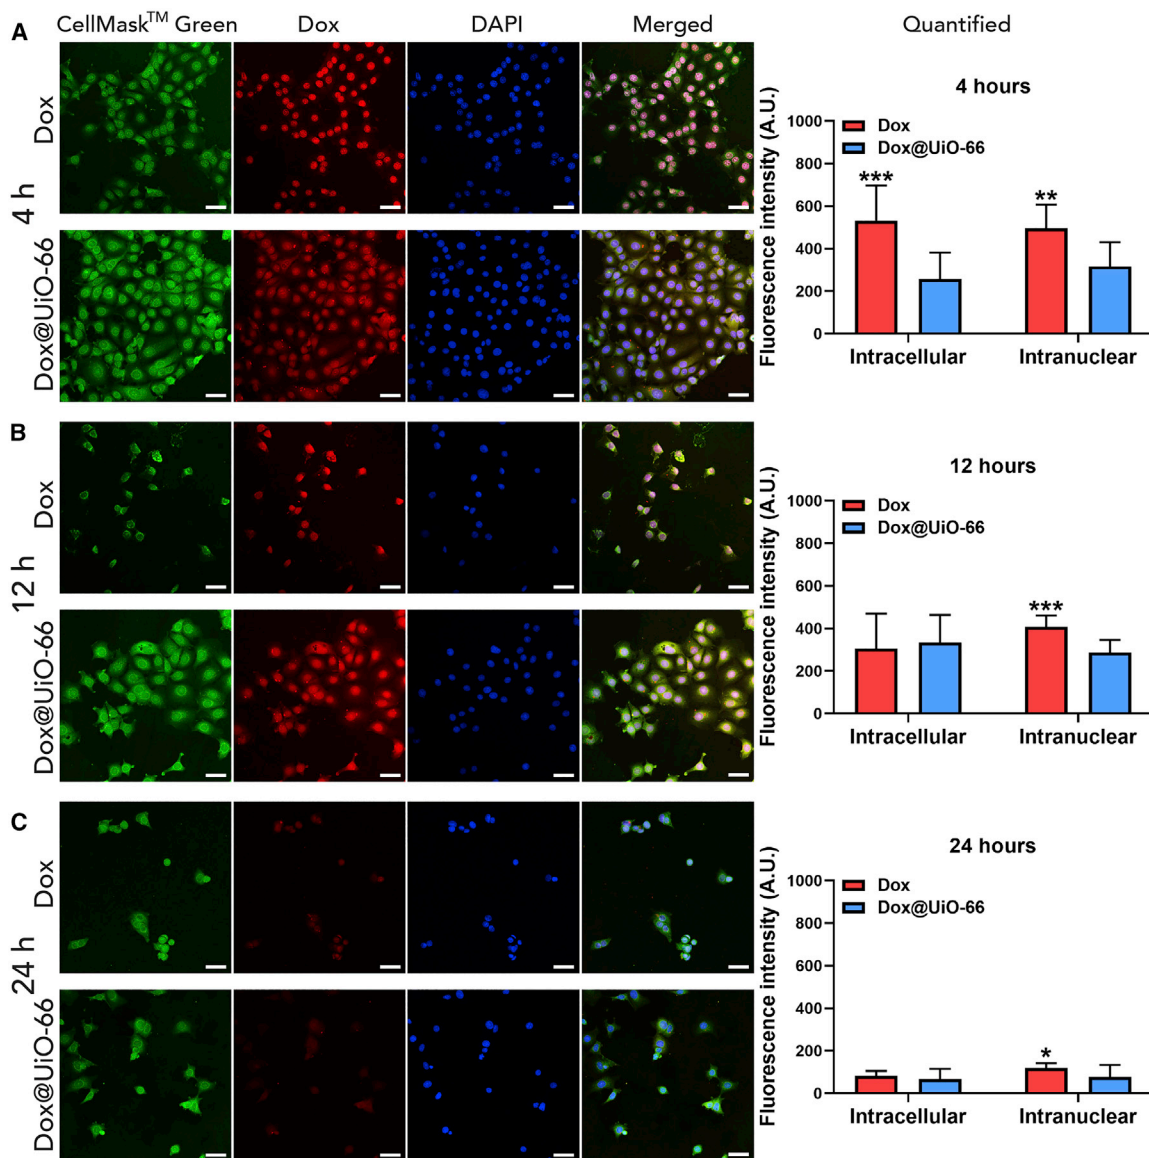 CellMask™ Green Dox DAPI Merged Quantified
A
4 h
Dox
Dox@UiO-66
4 hours
Fluorescence intensity (A.U.)
1000
800
600
400
200
0
Dox
Dox@UiO-66
***
**
Intracellular Intranuclear
B
12 h
Dox
Dox@UiO-66
12 hours
Fluorescence intensity (A.U.)
1000
800
600
400
200
0
Dox
Dox@UiO-66
***
Intracellular Intranuclear
C
24 h
Dox
Dox@UiO-66
24 hours
Fluorescence intensity (A.U.)
1000
800
600
400
200
0
Dox
Dox@UiO-66
*
Intracellular Intranuclear